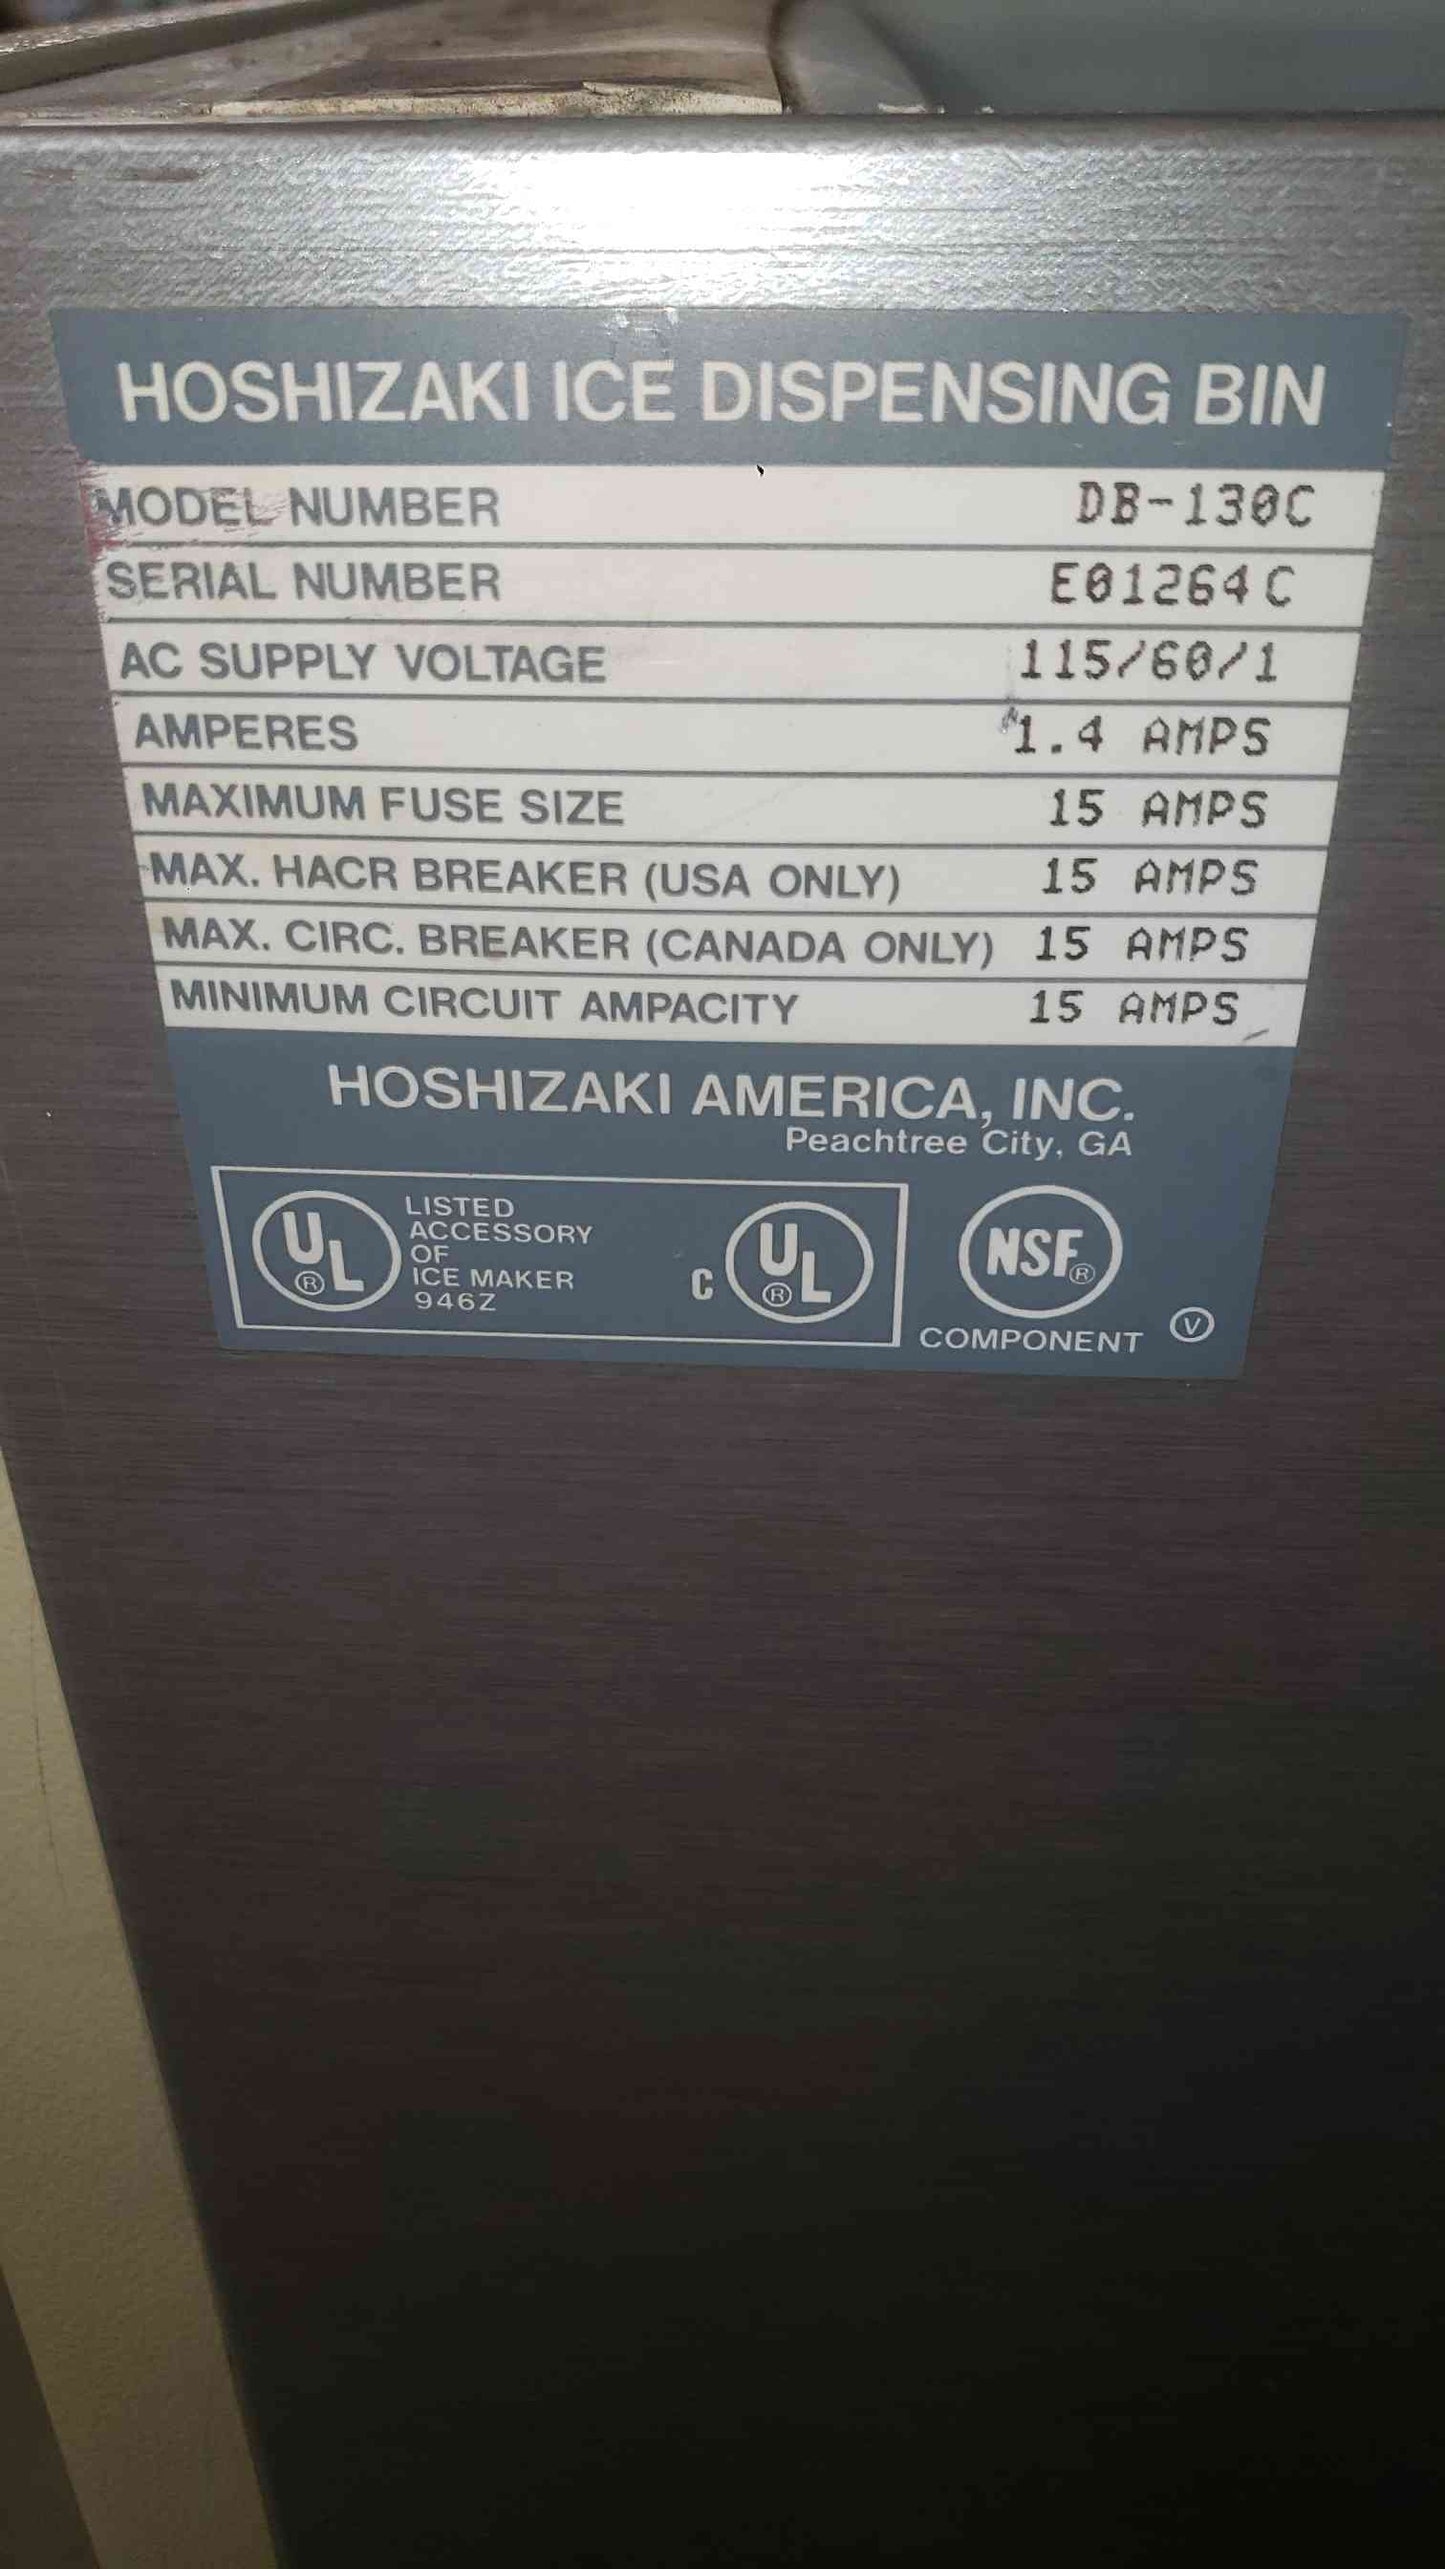 HOSHIZAKI ICE DISPENSING BIN
MODEL NUMBER DB-130C
SERIAL NUMBER E01264C
AC SUPPLY VOLTAGE 115/60/1
AMPERES 1.4 AMPS
MAXIMUM FUSE SIZE 15 AMPS
MAX. HACR BREAKER (USA ONLY) 15 AMPS
MAX. CIRC. BREAKER (CANADA ONLY) 15 AMPS
MINIMUM CIRCUIT AMPACITY 15 AMPS
HOSHIZAKI AMERICA, INC.
Peachtree City, GA
UL®
LISTED
ACCESSORY
OF
ICE MAKER
946Z
C UL®
NSF®
COMPONENT
V